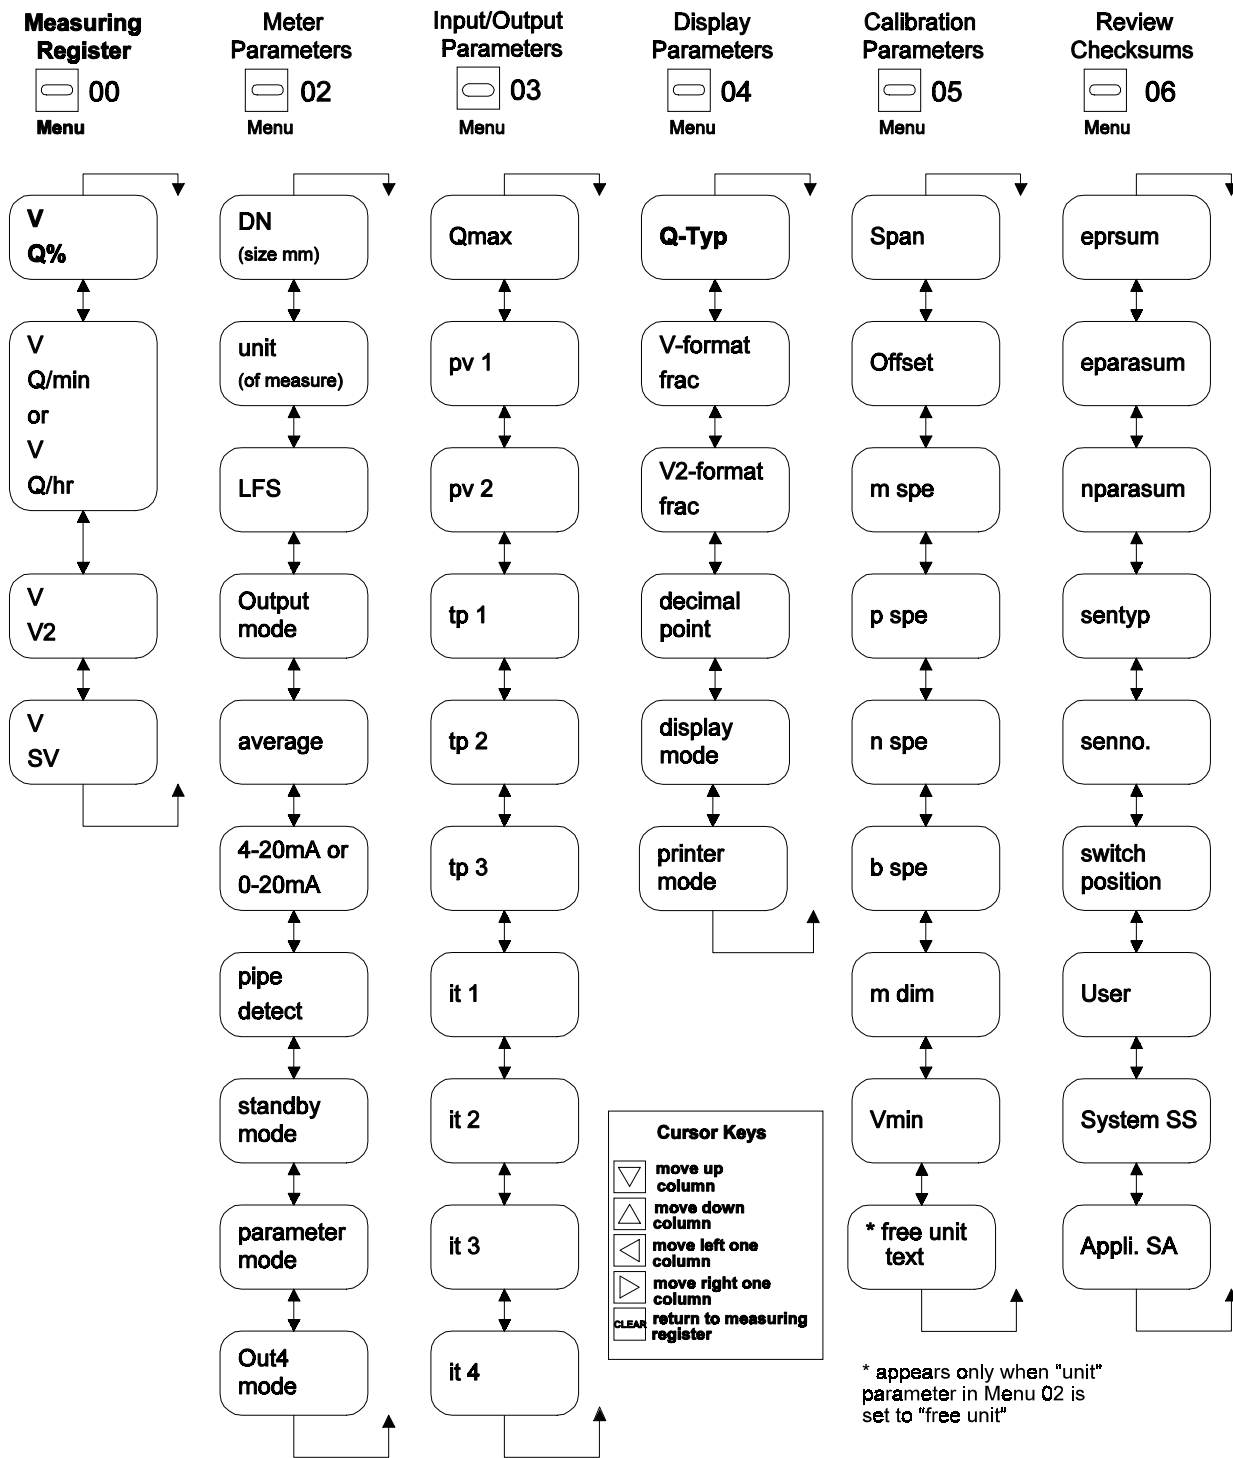 Measuring
Register
00
Menu
V
Q%
V
Q/min
or
V
Q/hr
V
V2
V
SV
Meter
Parameters
02
Menu
DN
(size mm)
unit
(of measure)
LFS
Output
mode
average
4-20mA or
0-20mA
pipe
detect
standby
mode
parameter
mode
Out4
mode
Input/Output
Parameters
03
Menu
Qmax
pv 1
pv 2
tp 1
tp 2
tp 3
it 1
it 2
it 3
it 4
Display
Parameters
04
Menu
Q-Typ
V-format
frac
V2-format
frac
decimal
point
display
mode
printer
mode
Cursor Keys
move up
column
move down
column
move left one
column
move right one
column
CLEAR
return to measuring
register
Calibration
Parameters
05
Menu
Span
Offset
m spe
p spe
n spe
b spe
m dim
Vmin
* free unit
text
* appears only when "unit"
parameter in Menu 02 is
set to "free unit"
Review
Checksums
06
Menu
eprsum
eparasum
nparasum
sentyp
senno.
switch
position
User
System SS
Appli. SA